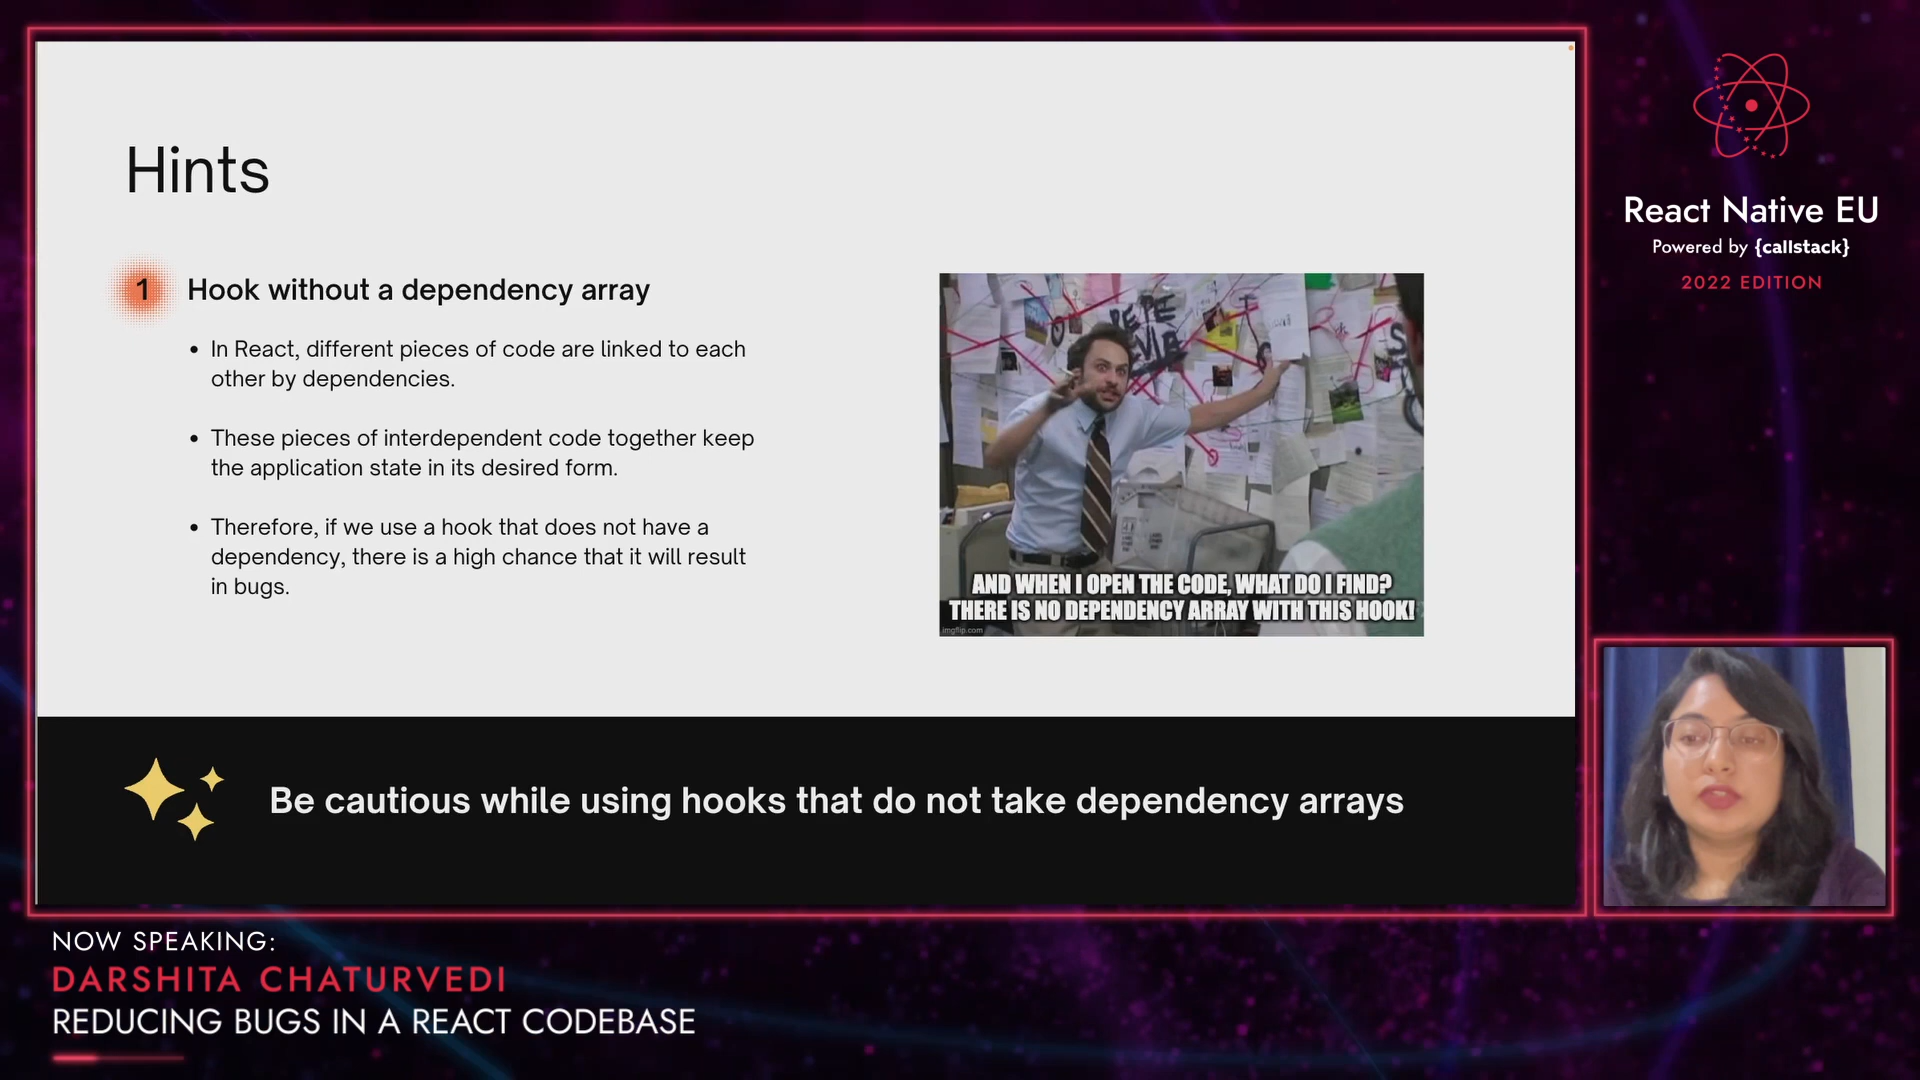 Hints
1 Hook without a dependency array
• In React, different pieces of code are linked to each
other by dependencies.
• These pieces of interdependent code together keep
the application state in its desired form.
• Therefore, if we use a hook that does not have a
dependency, there is a high chance that it will result
in bugs.
AND WHEN I OPEN THE CODE, WHAT DO I FIND?
THERE IS NO DEPENDENCY ARRAY WITH THIS HOOK!
imgflip.com
Be cautious while using hooks that do not take dependency arrays
React Native EU
Powered by {callstack}
2022 EDITION
NOW SPEAKING:
DARSHITA CHATURVEDI
REDUCING BUGS IN A REACT CODEBASE